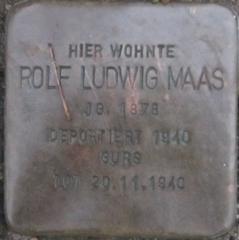 HIER WOHNTE
ROLF LUDWIG MAAS
JG. 1878
DEPORTIERT 1940
GURS
TOT 20.11.1940